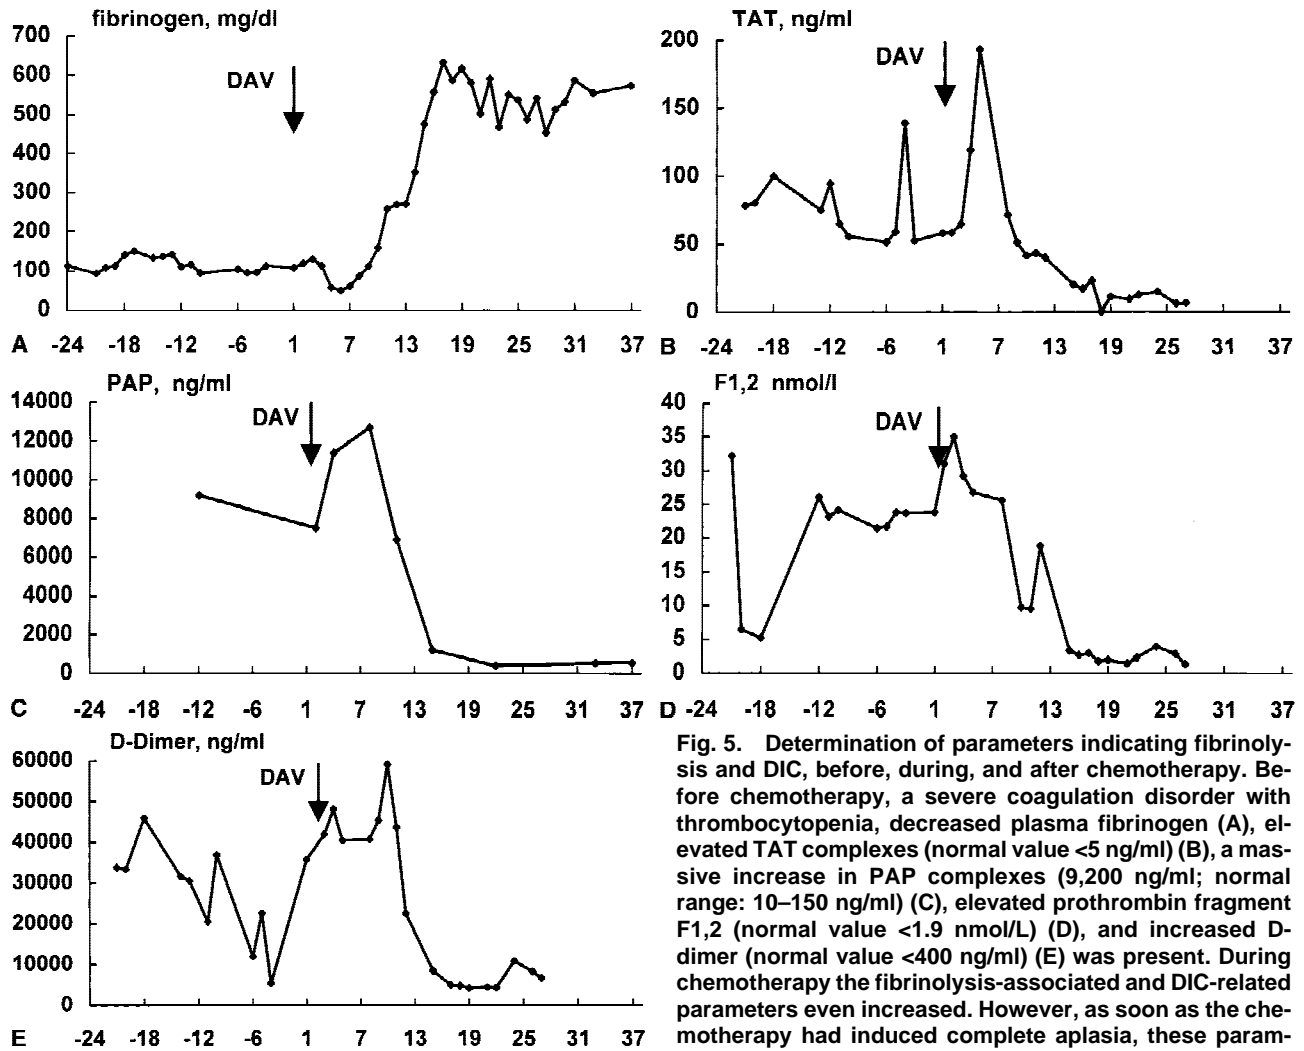 fibrinogen, mg/dl
700
600
500
400
300
200
100
0
DAV
A -24 -18 -12 -6 1 7 13 19 25 31 37
TAT, ng/ml
200
150
100
50
0
DAV
B -24 -18 -12 -6 1 7 13 19 25 31 37
PAP, ng/ml
14000
12000
10000
8000
6000
4000
2000
0
DAV
C -24 -18 -12 -6 1 7 13 19 25 31 37
F1,2 nmol/l
40
35
30
25
20
15
10
5
0
DAV
D -24 -18 -12 -6 1 7 13 19 25 31 37
D-Dimer, ng/ml
60000
50000
40000
30000
20000
10000
0
DAV
E -24 -18 -12 -6 1 7 13 19 25 31 37
Fig. 5. Determination of parameters indicating fibrinoly-
sis and DIC, before, during, and after chemotherapy. Be-
fore chemotherapy, a severe coagulation disorder with
thrombocytopenia, decreased plasma fibrinogen (A), el-
evated TAT complexes (normal value <5 ng/ml) (B), a mas-
sive increase in PAP complexes (9,200 ng/ml; normal
range: 10–150 ng/ml) (C), elevated prothrombin fragment
F1,2 (normal value <1.9 nmol/L) (D), and increased D-
dimer (normal value <400 ng/ml) (E) was present. During
chemotherapy the fibrinolysis-associated and DIC-related
parameters even increased. However, as soon as the che-
motherapy had induced complete aplasia, these param-